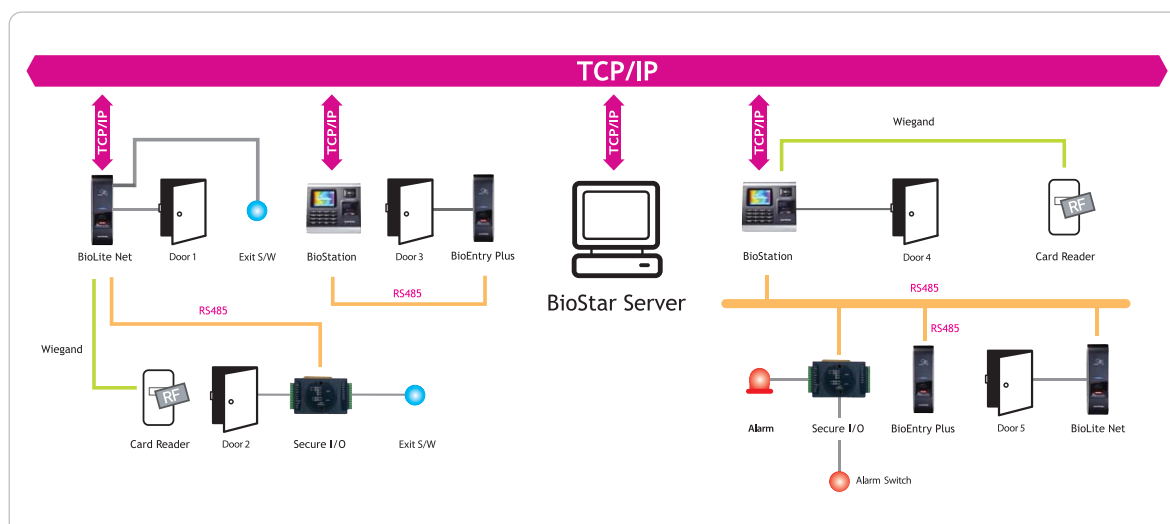 TCP/IP
TCP/IP
TCP/IP
TCP/IP
TCP/IP
Wiegand
RF
BioLite Net
Door 1
Exit S/W
BioStation
Door 3
BioEntry Plus
BioStar Server
BioStation
Door 4
Card Reader
RS485
RS485
RS485
RS485
Wiegand
RF
Card Reader
Door 2
Secure I/O
Exit S/W
Alarm
Secure I/O
BioEntry Plus
Door 5
BioLite Net
Alarm Switch